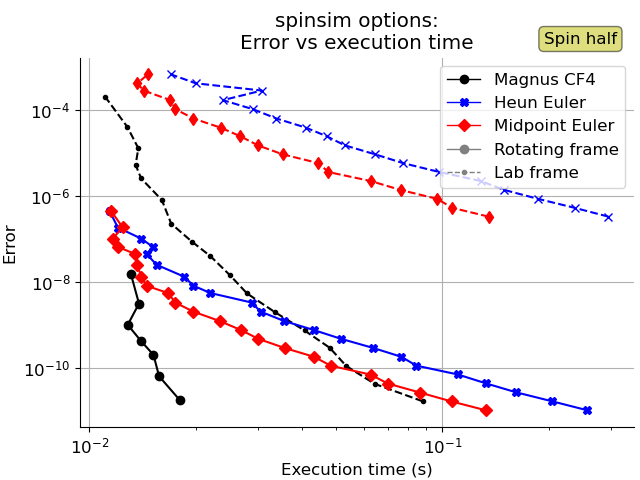 spinsim options:
Error vs execution time
Spin half
Magnus CF4
Heun Euler
Midpoint Euler
Rotating frame
Lab frame
10⁻⁴
10⁻⁶
10⁻⁸
10⁻¹⁰
Error
10⁻² 10⁻¹
Execution time (s)